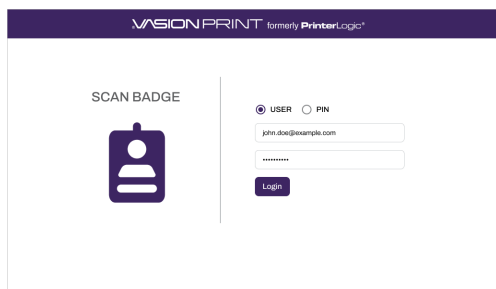 VASION PRINT formerly PrinterLogic®
SCAN BADGE
USER PIN
john.doe@example.com
••••••••••
Login